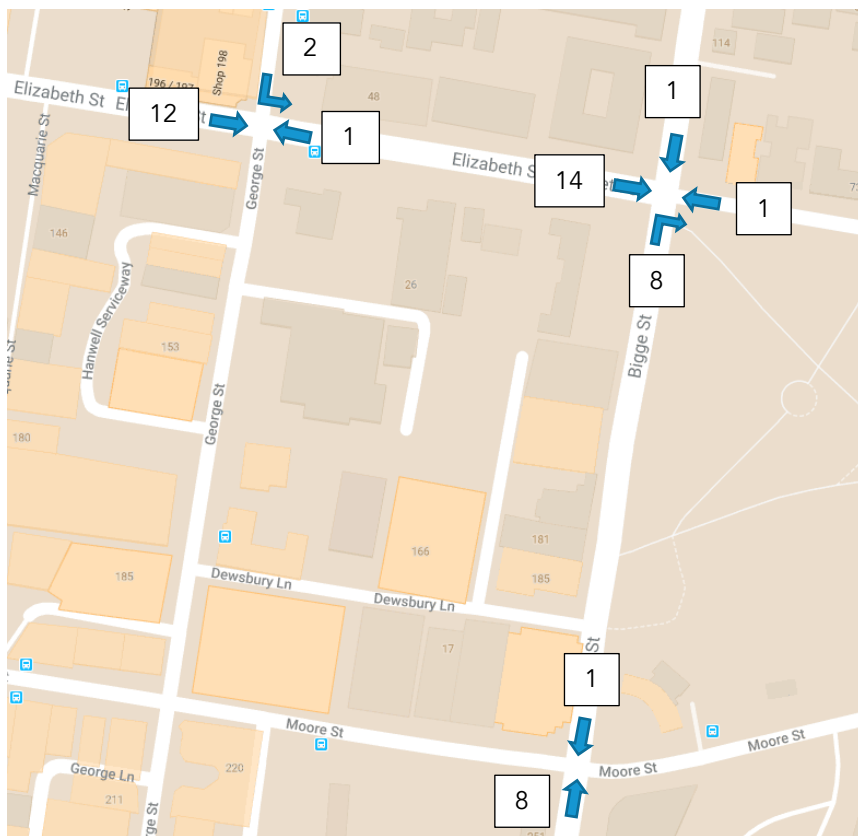 2
114
Shop 198
196 / 197
48
Elizabeth St
12
1
1
Macquarie St
George St
Elizabeth S
14
1
146
8
26
Hanwell Serviceway
Bigge St
153
George St
180
166
181
185
185
Dewsbury Ln
Dewsbury Ln
17
St
1
Moore St
Moore St
Moore St
George Ln
220
211
8